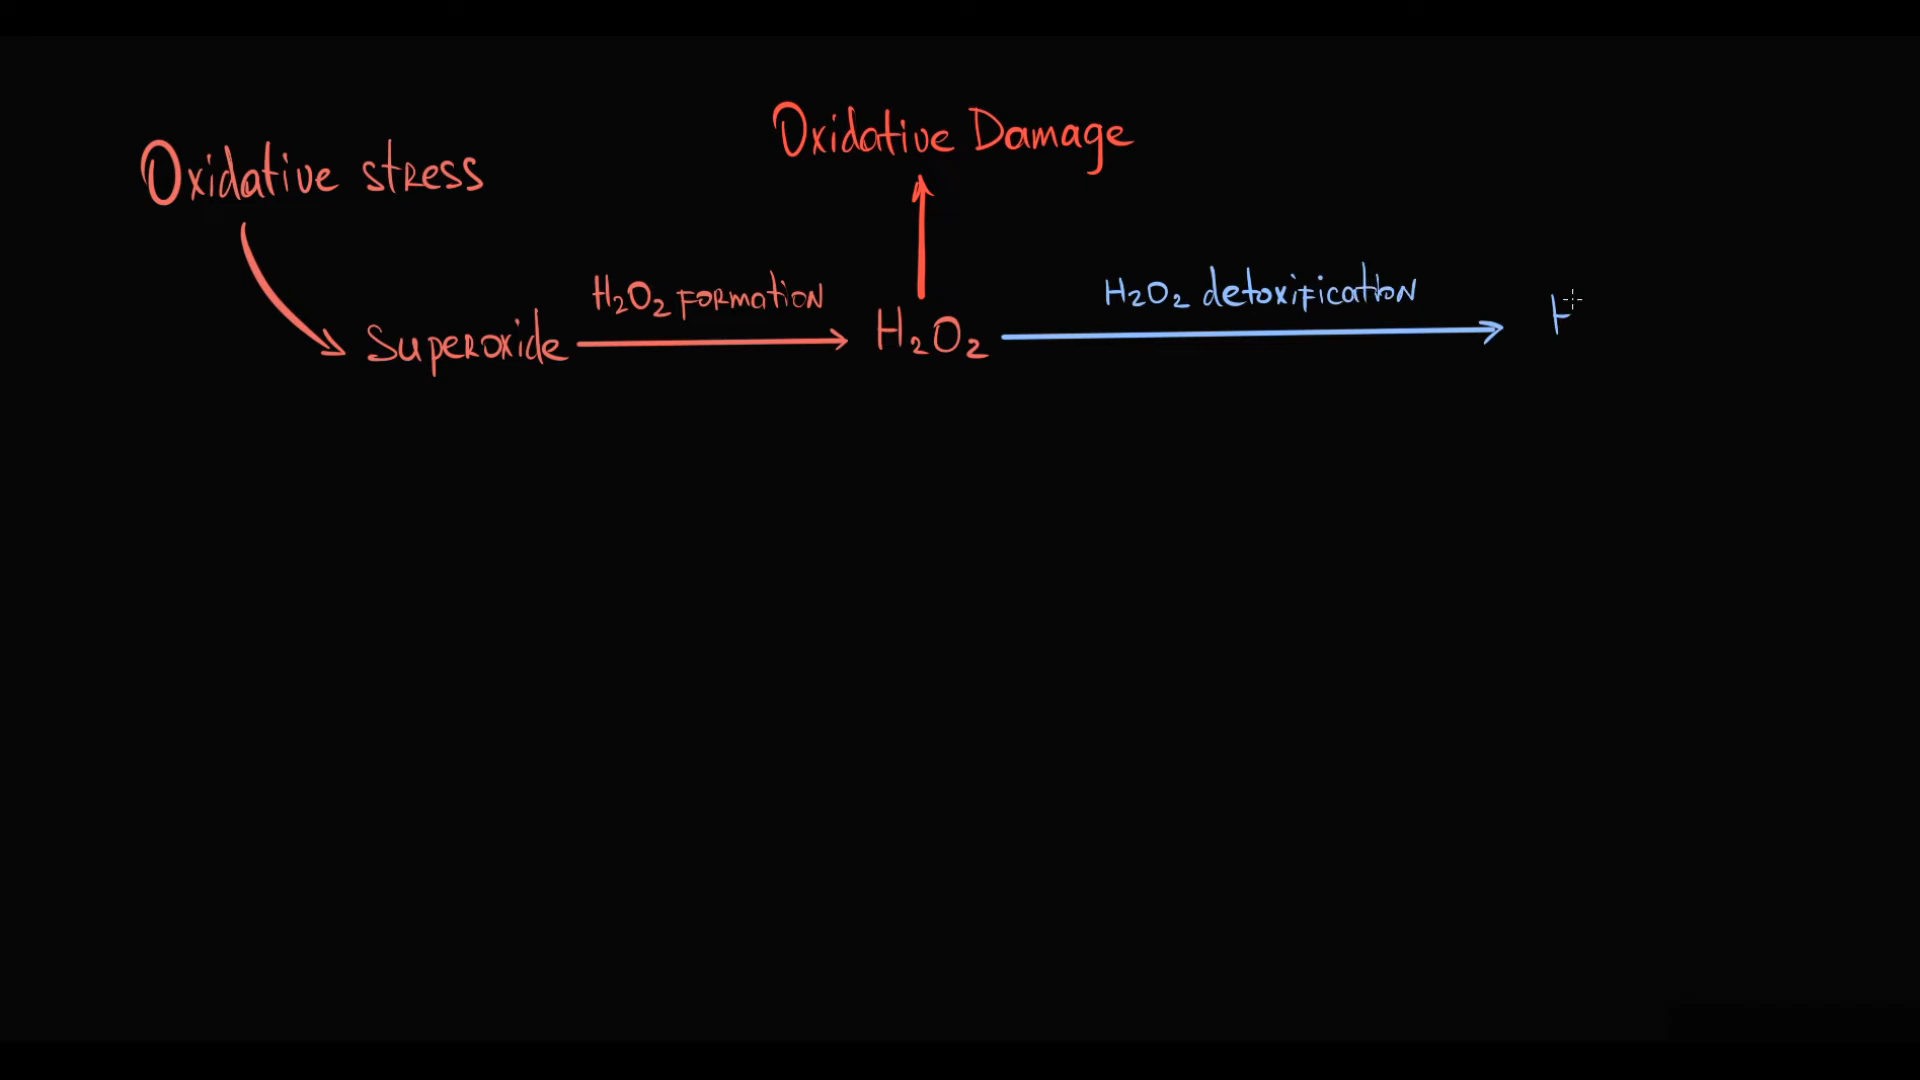 Oxidative Damage
Oxidative stress
H₂O₂ detoxification
H₂O₂ formation
Superoxide
H₂O₂